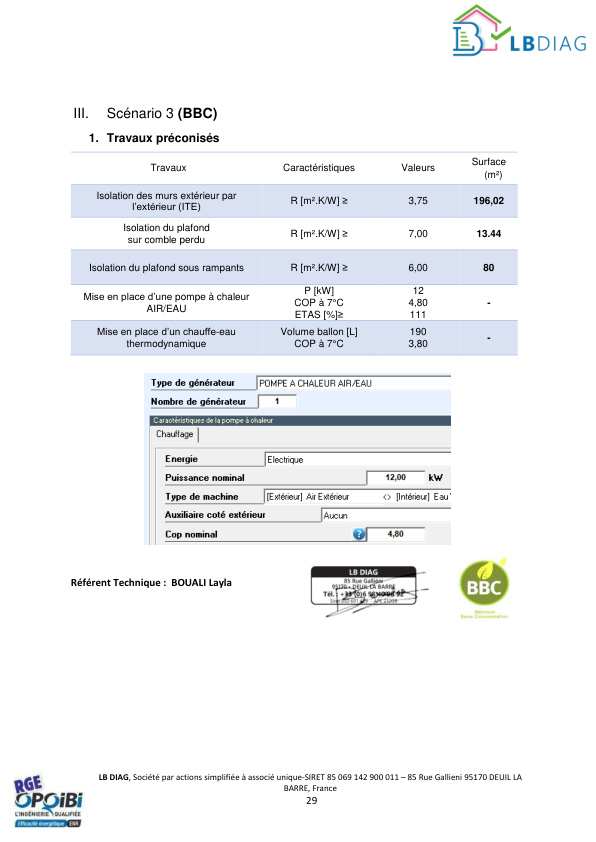 LBDIAG
III. Scénario 3 (BBC)
1. Travaux préconisés
Travaux Caractéristiques Valeurs Surface (m²)
Isolation des murs extérieur par
l'extérieur (ITE) R [m².K/W] ≥ 3,75 196,02
Isolation du plafond
sur comble perdu R [m².K/W] ≥ 7,00 13.44
Isolation du plafond sous rampants R [m².K/W] ≥ 6,00 80
Mise en place d'une pompe à chaleur
AIR/EAU
P [kW] 12
COP à 7°C 4,80 -
ETAS [%]≥ 111
Mise en place d'un chauffe-eau
thermodynamique
Volume ballon [L] 190
COP à 7°C 3,80 -
Type de générateur POMPE A CHALEUR AIR/EAU
Nombre de générateur 1
Caractéristiques de la pompe à chaleur
Chauffage
Energie Electrique
Puissance nominal 12,00 kW
Type de machine [Extérieur] Air Extérieur <> [Intérieur] Eau
Auxiliaire coté extérieur Aucun
Cop nominal ? 4,80
Référent Technique : BOUALI Layla
LB DIAG
85 Rue Gallieni
95170 - DEUIL LA BARRE
Tél. : +33 (0)6
BBC
Bâtiments
Basse Consommation
LB DIAG, Société par actions simplifiée à associé unique-SIRET 85 069 142 900 011 – 85 Rue Gallieni 95170 DEUIL LA
BARRE, France
29
RGE
OPQIBI
L'INGÉNIERIE QUALIFIÉE
Efficacité énergétique ENR